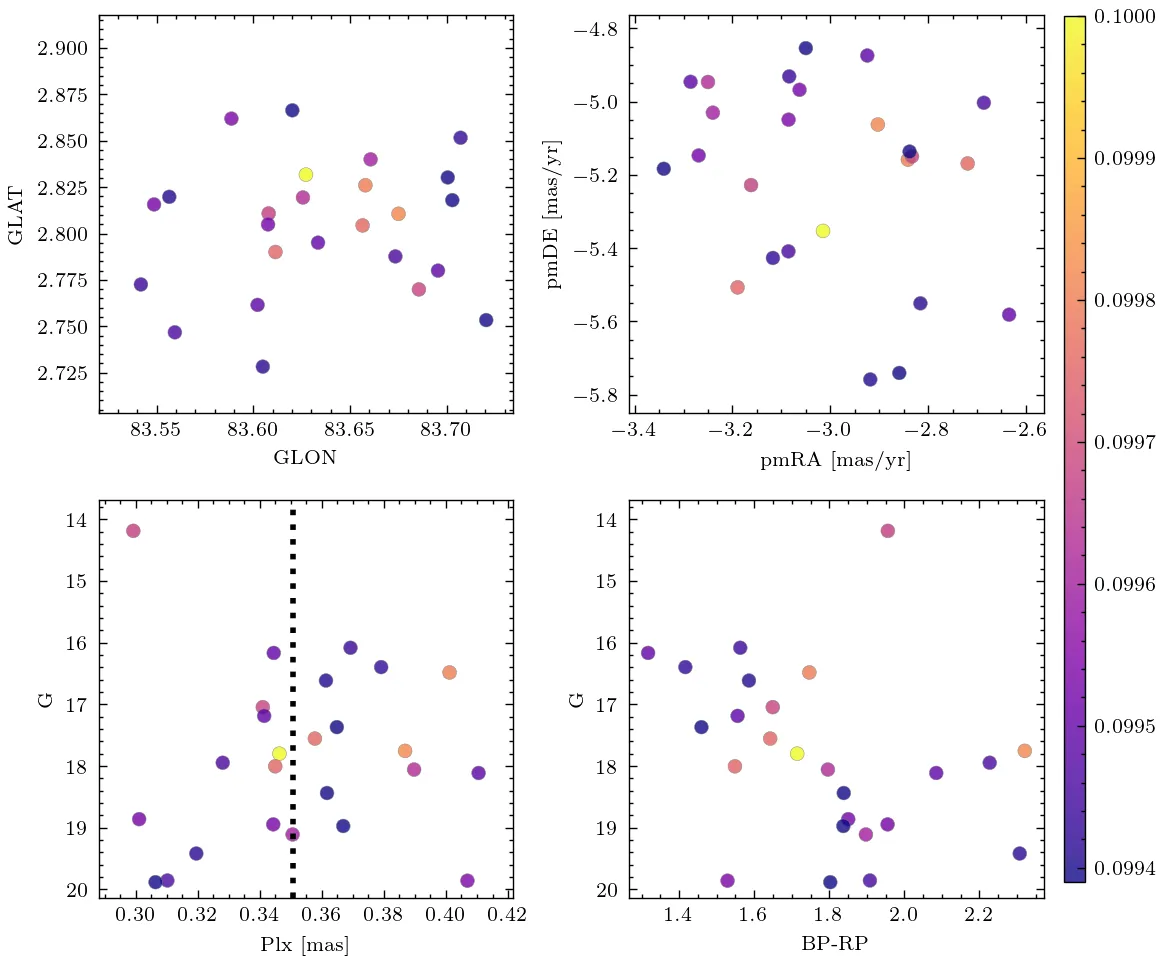 2.900
2.875
2.850
2.825
2.800
2.775
2.750
2.725
GLAT
83.55 83.60 83.65 83.70
GLON
−4.8
−5.0
−5.2
−5.4
−5.6
−5.8
pmDE [mas/yr]
−3.4 −3.2 −3.0 −2.8 −2.6
pmRA [mas/yr]
14
15
16
17
18
19
20
G
0.30 0.32 0.34 0.36 0.38 0.40 0.42
Plx [mas]
14
15
16
17
18
19
20
G
1.4 1.6 1.8 2.0 2.2
BP-RP
0.1000
0.0999
0.0998
0.0997
0.0996
0.0995
0.0994